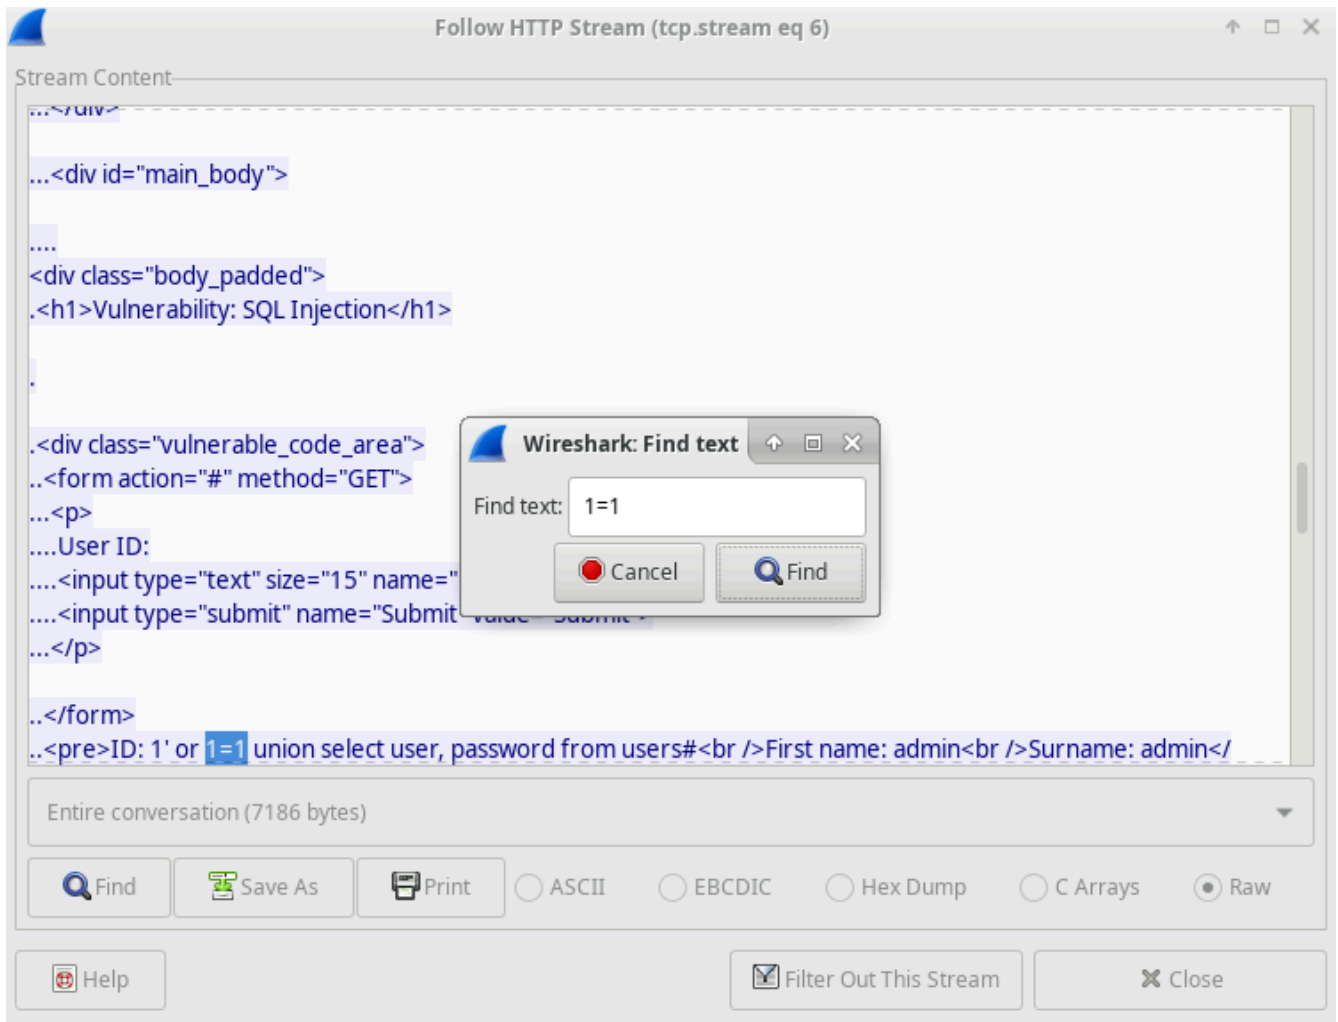 Follow HTTP Stream (tcp.stream eq 6)
Stream Content
...</div>
...<div id="main_body">
....
<div class="body_padded">
.<h1>Vulnerability: SQL Injection</h1>
.
.<div class="vulnerable_code_area">
..<form action="#" method="GET">
...<p>
....User ID:
....<input type="text" size="15" name="
....<input type="submit" name="Submit" value="Submit">
...</p>
..</form>
..<pre>ID: 1' or 1=1 union select user, password from users#<br />First name: admin<br />Surname: admin</
Wireshark: Find text
Find text: 1=1
Cancel Find
Entire conversation (7186 bytes)
Find Save As Print ASCII EBCDIC Hex Dump C Arrays Raw
Help Filter Out This Stream Close